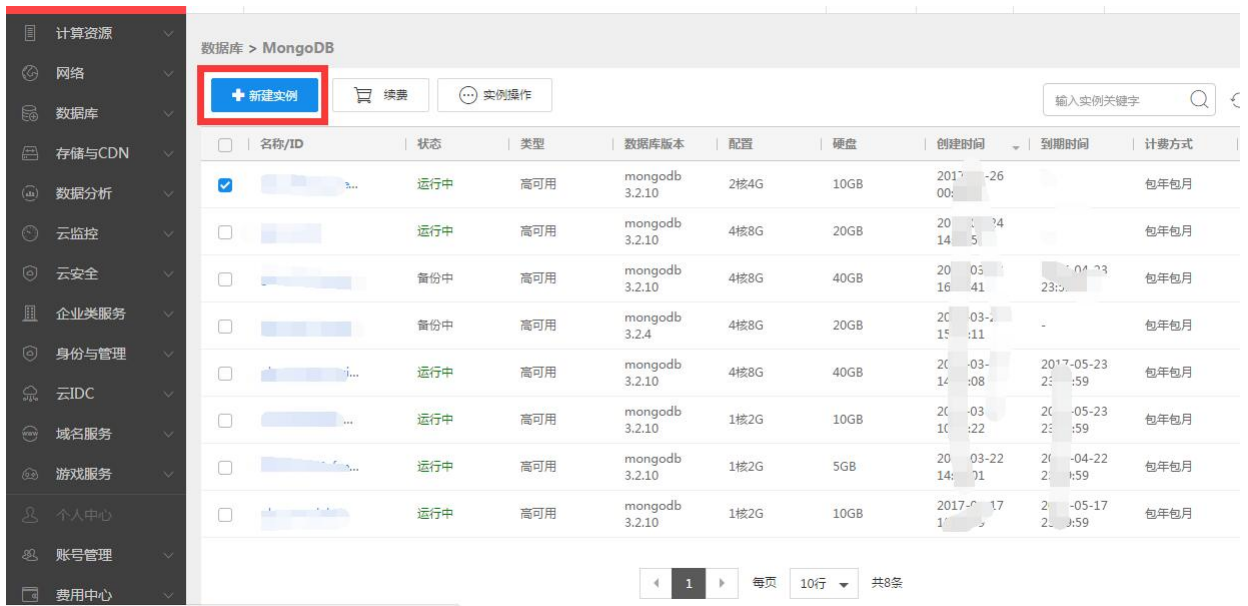 计算资源
网络
数据库
存储与CDN
数据分析
云监控
云安全
企业类服务
身份与管理
云IDC
域名服务
游戏服务
个人中心
账号管理
费用中心
数据库 > MongoDB
新建实例 续费 实例操作 输入实例关键字
名称/ID 状态 类型 数据库版本 配置 硬盘 创建时间 到期时间 计费方式
运行中 高可用 mongodb 3.2.10 2核4G 10GB 包年包月
运行中 高可用 mongodb 3.2.10 4核8G 20GB 包年包月
备份中 高可用 mongodb 3.2.10 4核8G 40GB 包年包月
备份中 高可用 mongodb 3.2.4 4核8G 20GB - 包年包月
运行中 高可用 mongodb 3.2.10 4核8G 40GB 2017-05-23 包年包月
运行中 高可用 mongodb 3.2.10 1核2G 10GB 包年包月
运行中 高可用 mongodb 3.2.10 1核2G 5GB 包年包月
运行中 高可用 mongodb 3.2.10 1核2G 10GB 包年包月
1 每页 10行 共8条